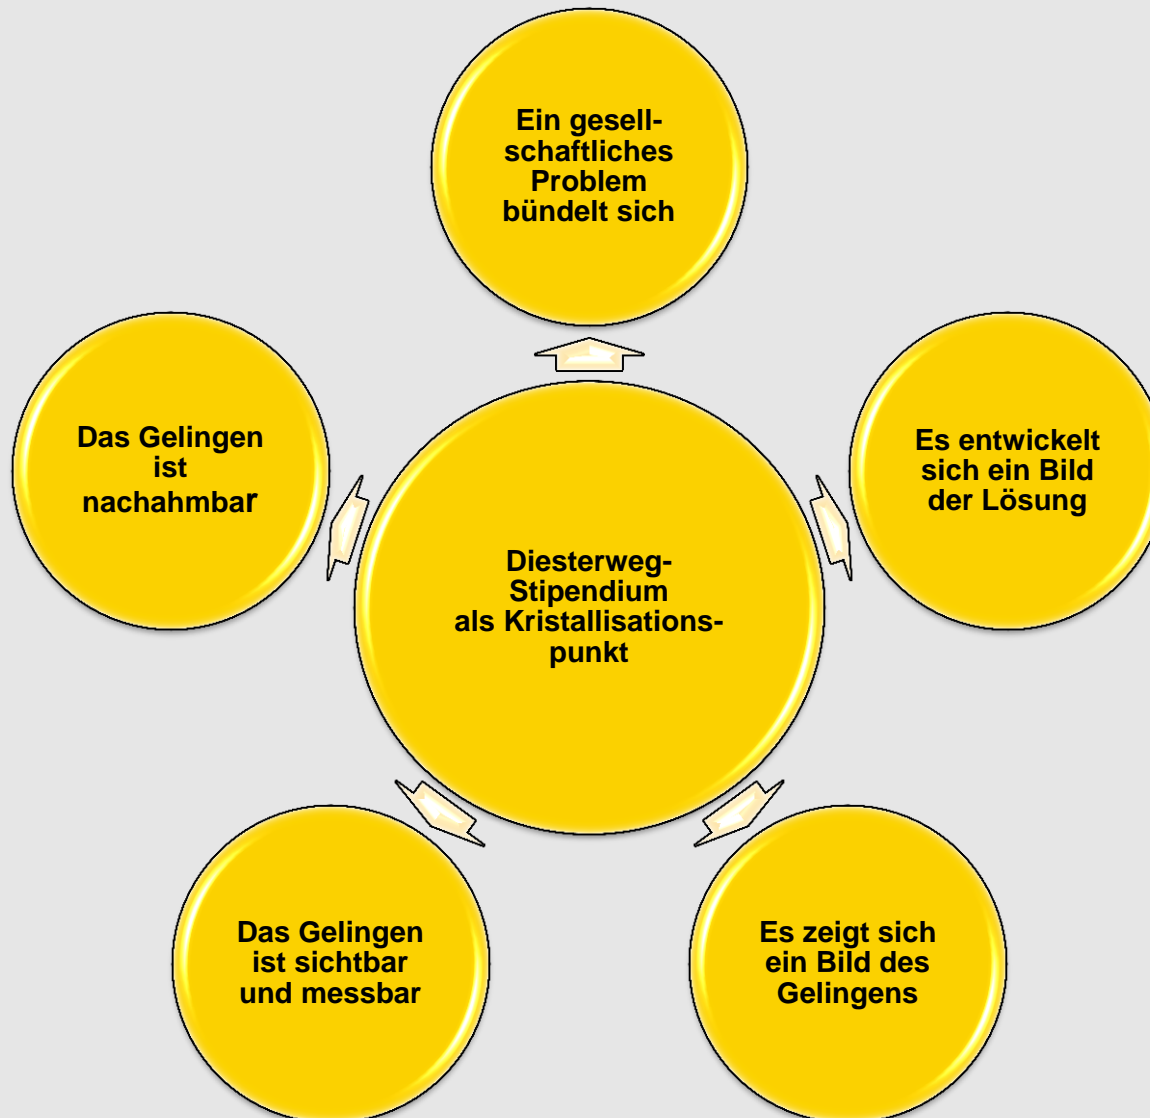 Ein gesell-
schaftliches
Problem
bündelt sich
Das Gelingen
ist
nachahmbar
Es entwickelt
sich ein Bild
der Lösung
Diesterweg-
Stipendium
als Kristallisations-
punkt
Das Gelingen
ist sichtbar
und messbar
Es zeigt sich
ein Bild des
Gelingens